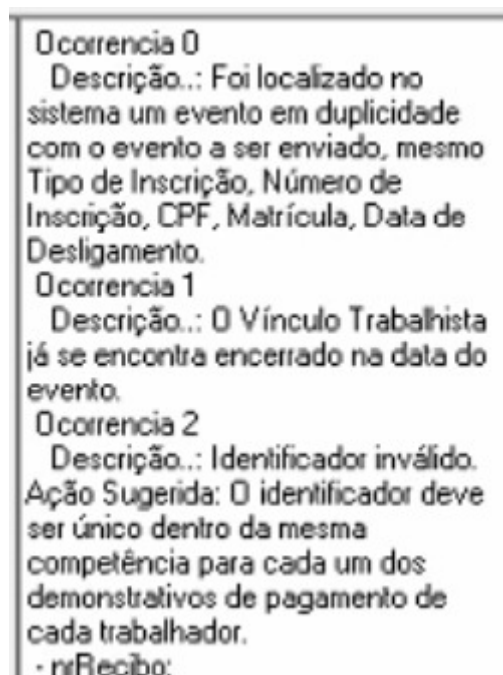 Ocorrencia 0
Descrição..: Foi localizado no
sistema um evento em duplicidade
com o evento a ser enviado, mesmo
Tipo de Inscrição, Número de
Inscrição, CPF, Matrícula, Data de
Desligamento.
Ocorrencia 1
Descrição..: O Vínculo Trabalhista
já se encontra encerrado na data do
evento.
Ocorrencia 2
Descrição..: Identificador inválido.
Ação Sugerida: O identificador deve
ser único dentro da mesma
competência para cada um dos
demonstrativos de pagamento de
cada trabalhador.
- nrRecibo: